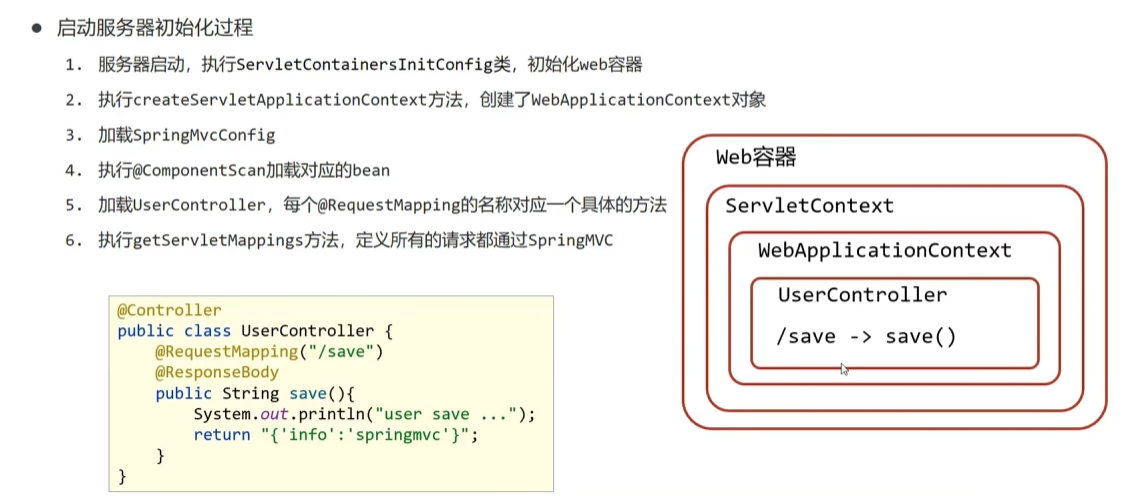 ● 启动服务器初始化过程
1. 服务器启动，执行ServletContainersInitConfig类，初始化web容器
2. 执行createServletApplicationContext方法，创建了WebApplicationContext对象
3. 加载SpringMvcConfig
4. 执行@ComponentScan加载对应的bean
5. 加载UserController，每个@RequestMapping的名称对应一个具体的方法
6. 执行getServletMappings方法，定义所有的请求都通过SpringMVC
@Controller
public class UserController {
    @RequestMapping("/save")
    @ResponseBody
    public String save(){
        System.out.println("user save ...");
        return "{'info':'springmvc'}";
    }
}
Web容器
ServletContext
WebApplicationContext
UserController
/save -> save()